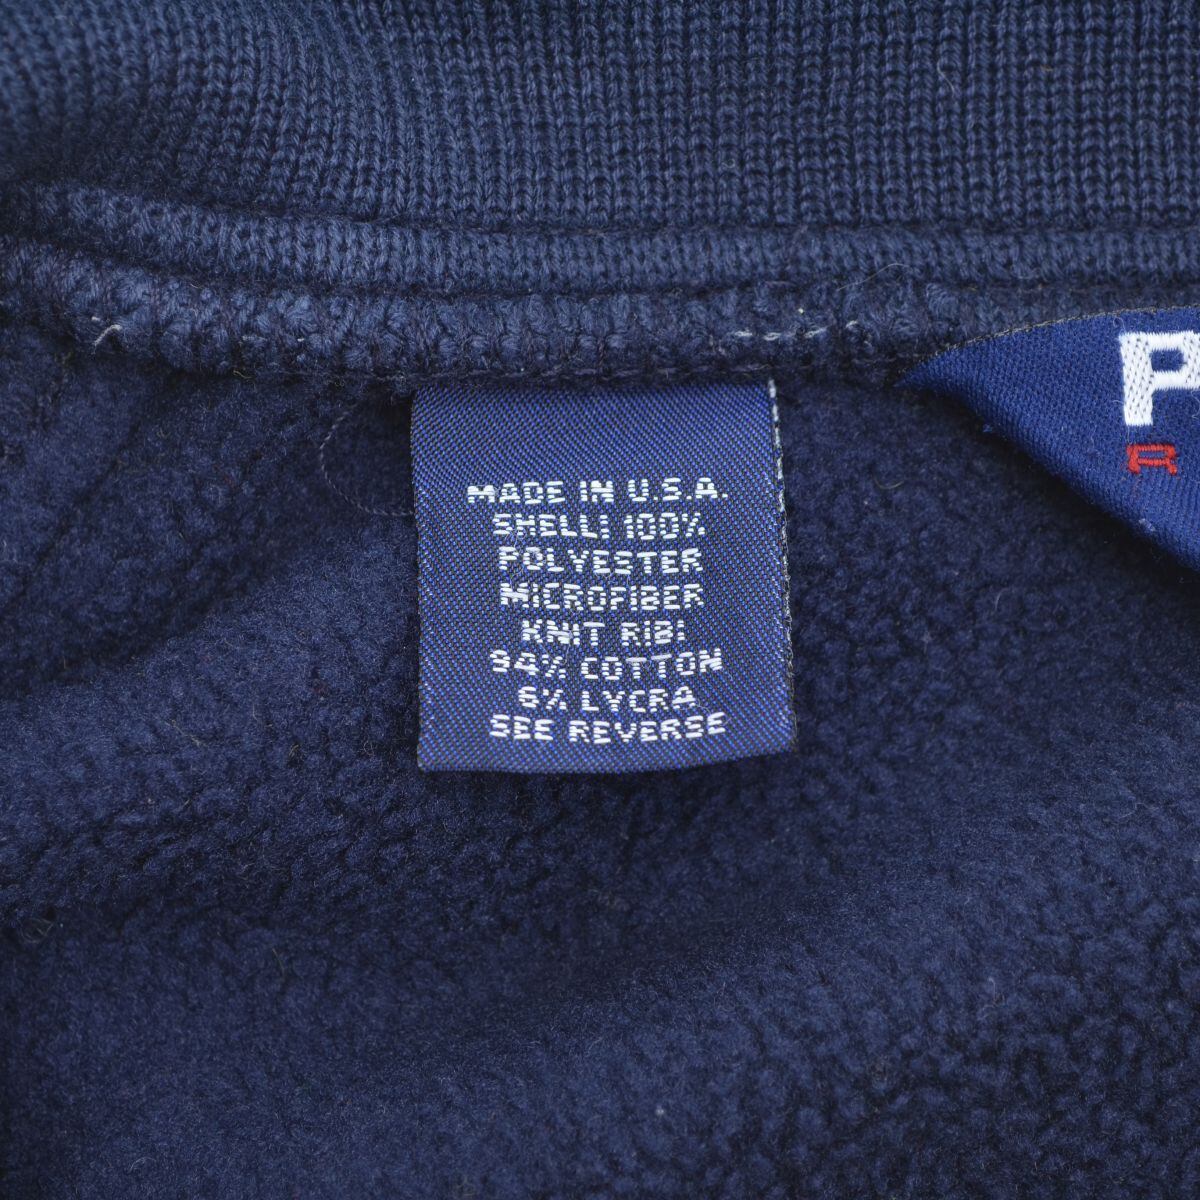 MADE IN U.S.A.
SHELL: 100%
POLYESTER
MICROFIBER
KNIT RIB:
94% COTTON
6% LYCRA
SEE REVERSE
P
R